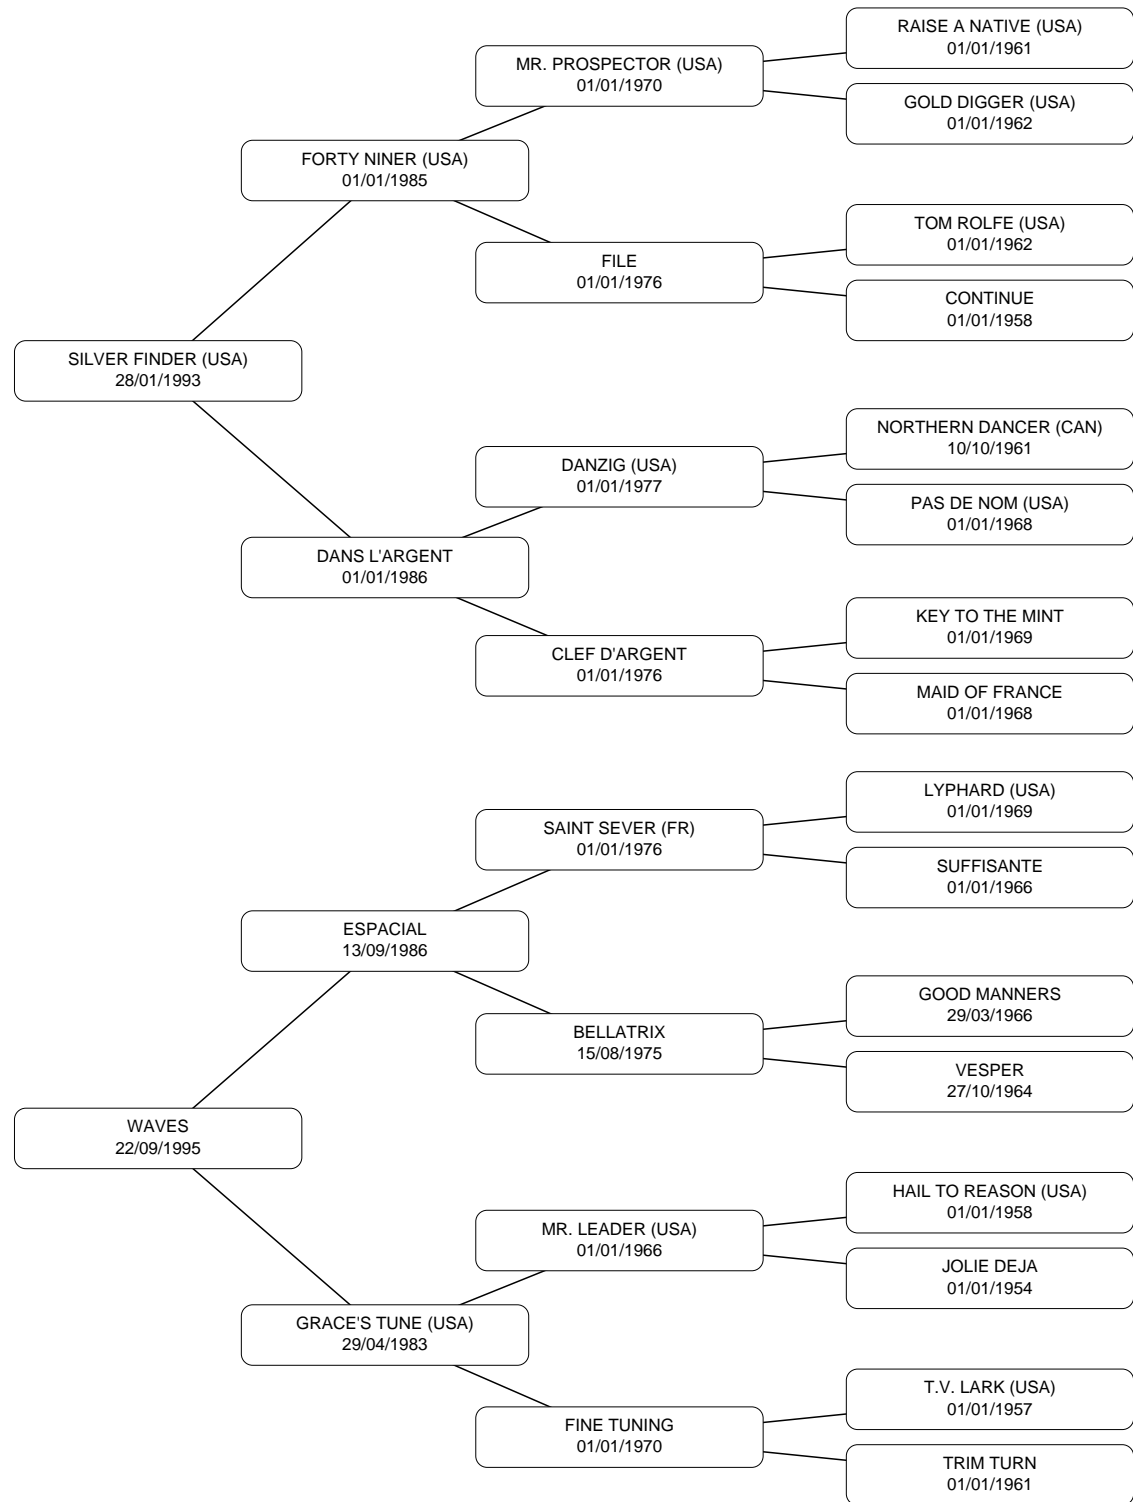 RAISE A NATIVE (USA)
01/01/1961
MR. PROSPECTOR (USA)
01/01/1970
GOLD DIGGER (USA)
01/01/1962
FORTY NINER (USA)
01/01/1985
TOM ROLFE (USA)
01/01/1962
FILE
01/01/1976
CONTINUE
01/01/1958
SILVER FINDER (USA)
28/01/1993
NORTHERN DANCER (CAN)
10/10/1961
DANZIG (USA)
01/01/1977
PAS DE NOM (USA)
01/01/1968
DANS L'ARGENT
01/01/1986
KEY TO THE MINT
01/01/1969
CLEF D'ARGENT
01/01/1976
MAID OF FRANCE
01/01/1968
LYPHARD (USA)
01/01/1969
SAINT SEVER (FR)
01/01/1976
SUFFISANTE
01/01/1966
ESPACIAL
13/09/1986
GOOD MANNERS
29/03/1966
BELLATRIX
15/08/1975
VESPER
27/10/1964
WAVES
22/09/1995
HAIL TO REASON (USA)
01/01/1958
MR. LEADER (USA)
01/01/1966
JOLIE DEJA
01/01/1954
GRACE'S TUNE (USA)
29/04/1983
T.V. LARK (USA)
01/01/1957
FINE TUNING
01/01/1970
TRIM TURN
01/01/1961